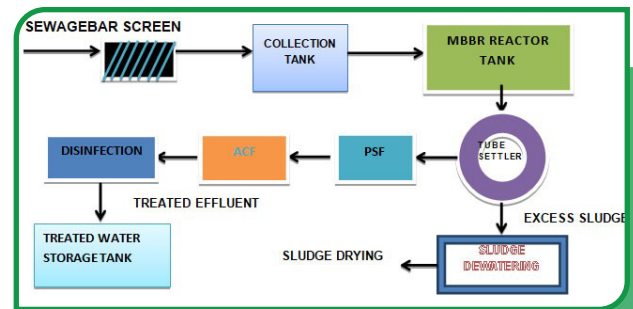 SEWAGEBAR SCREEN
COLLECTION
TANK
MBBR REACTOR
TANK
DISINFECTION
ACF
PSF
TUBE
SETTLER
TREATED EFFLUENT
EXCESS SLUDGE
TREATED WATER
STORAGETANK
SLUDGE DRYING
SLUDGE
DEWATERING